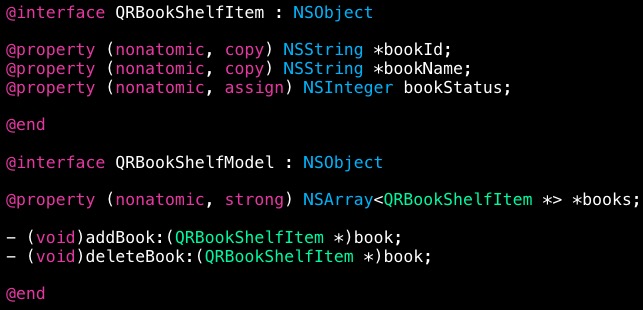 @interface QRBookShelfItem : NSObject
@property (nonatomic, copy) NSString *bookId;
@property (nonatomic, copy) NSString *bookName;
@property (nonatomic, assign) NSInteger bookStatus;
@end
@interface QRBookShelfModel : NSObject
@property (nonatomic, strong) NSArray<QRBookShelfItem *> *books;
- (void)addBook:(QRBookShelfItem *)book;
- (void)deleteBook:(QRBookShelfItem *)book;
@end